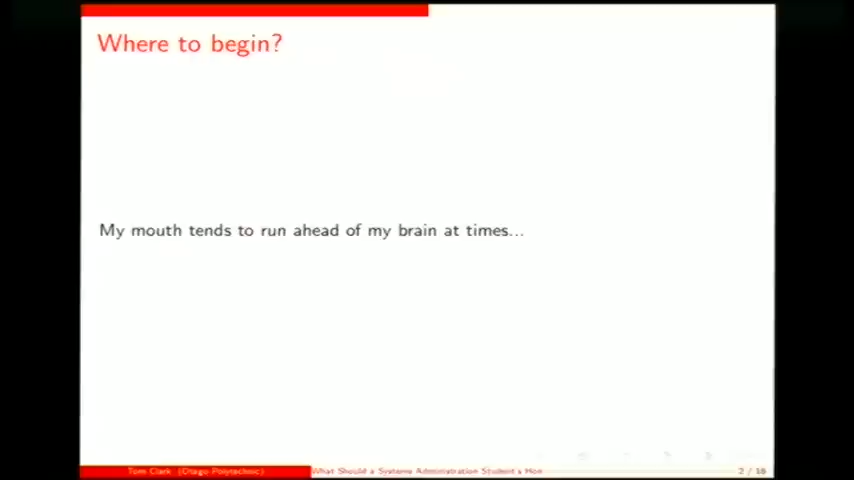 Where to begin?
My mouth tends to run ahead of my brain at times...
Tom Clark (Otago Polytechnic)
What Should a Systems Administration Student's Hon
2 / 18